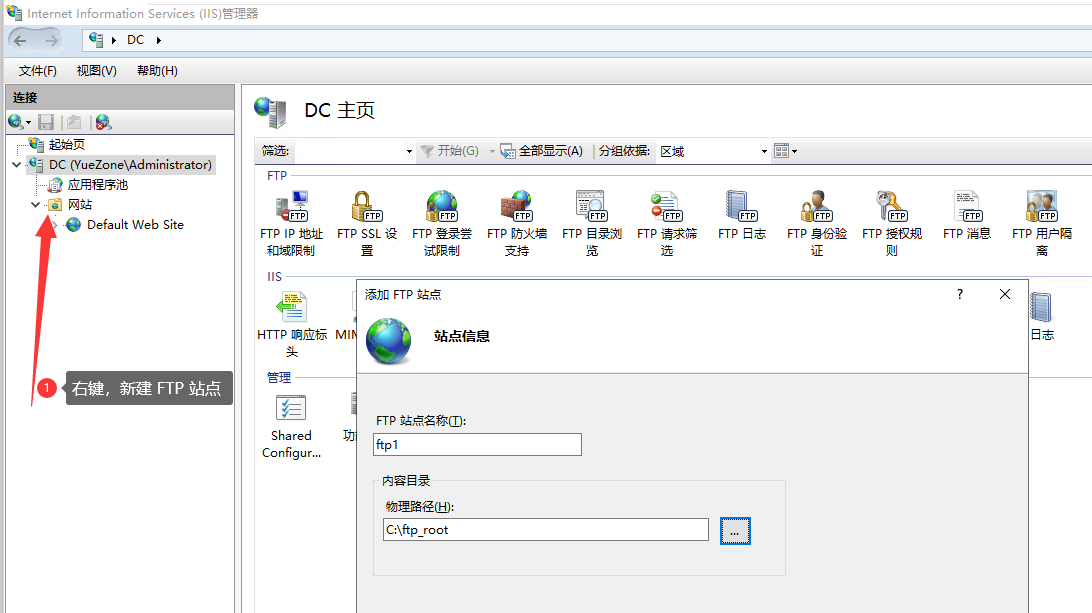 Internet Information Services (IIS)管理器
DC
文件(F) 视图(V) 帮助(H)
连接
起始页
DC (YueZone\Administrator)
应用程序池
网站
Default Web Site
1 右键，新建 FTP 站点
DC 主页
筛选: 开始(G) 全部显示(A) 分组依据: 区域
FTP
FTP IP 地址和域限制
FTP SSL 设置
FTP 登录尝试限制
FTP 防火墙支持
FTP 目录浏览
FTP 请求筛选
FTP 日志
FTP 身份验证
FTP 授权规则
FTP 消息
FTP 用户隔离
IIS
HTTP 响应标头
日志
管理
Shared Configur...
添加 FTP 站点
?
站点信息
FTP 站点名称(T):
ftp1
内容目录
物理路径(H):
C:\ftp_root
...